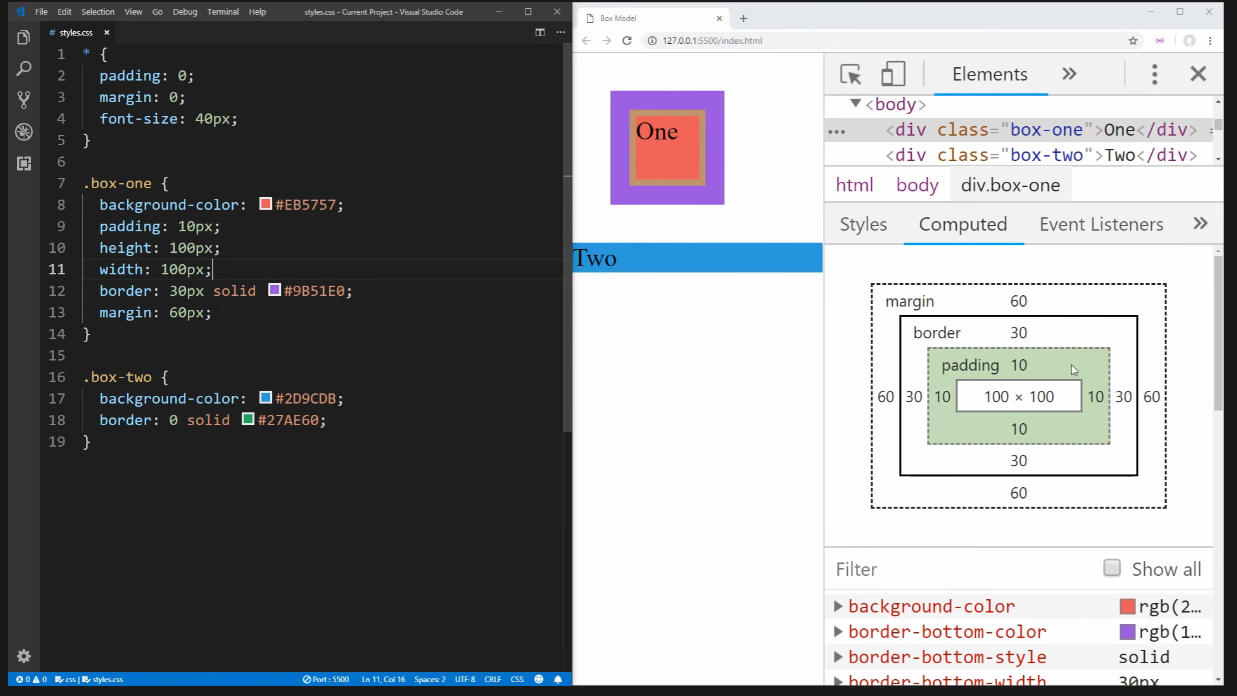 File Edit Selection View Go Debug Terminal Help styles.css - Current Project - Visual Studio Code
# styles.css ×
1 * {
2 padding: 0;
3 margin: 0;
4 font-size: 40px;
5 }
6
7 .box-one {
8 background-color: #EB5757;
9 padding: 10px;
10 height: 100px;
11 width: 100px;
12 border: 30px solid #9B51E0;
13 margin: 60px;
14 }
15
16 .box-two {
17 background-color: #2D9CDB;
18 border: 0 solid #27AE60;
19 }
0 0 css | styles.css Port : 5500 Ln 11, Col 16 Spaces: 2 UTF-8 CRLF CSS
Box Model
127.0.0.1:5500/index.html
One
Two
Elements »
<body>
... <div class="box-one">One</div> =
<div class="box-two">Two</div>
html body div.box-one
Styles Computed Event Listeners »
margin 60
border 30
padding 10
60 30 10 100 × 100 10 30 60
10
30
60
Filter Show all
background-color rgb(2…
border-bottom-color rgb(1…
border-bottom-style solid
border-bottom-width 30px